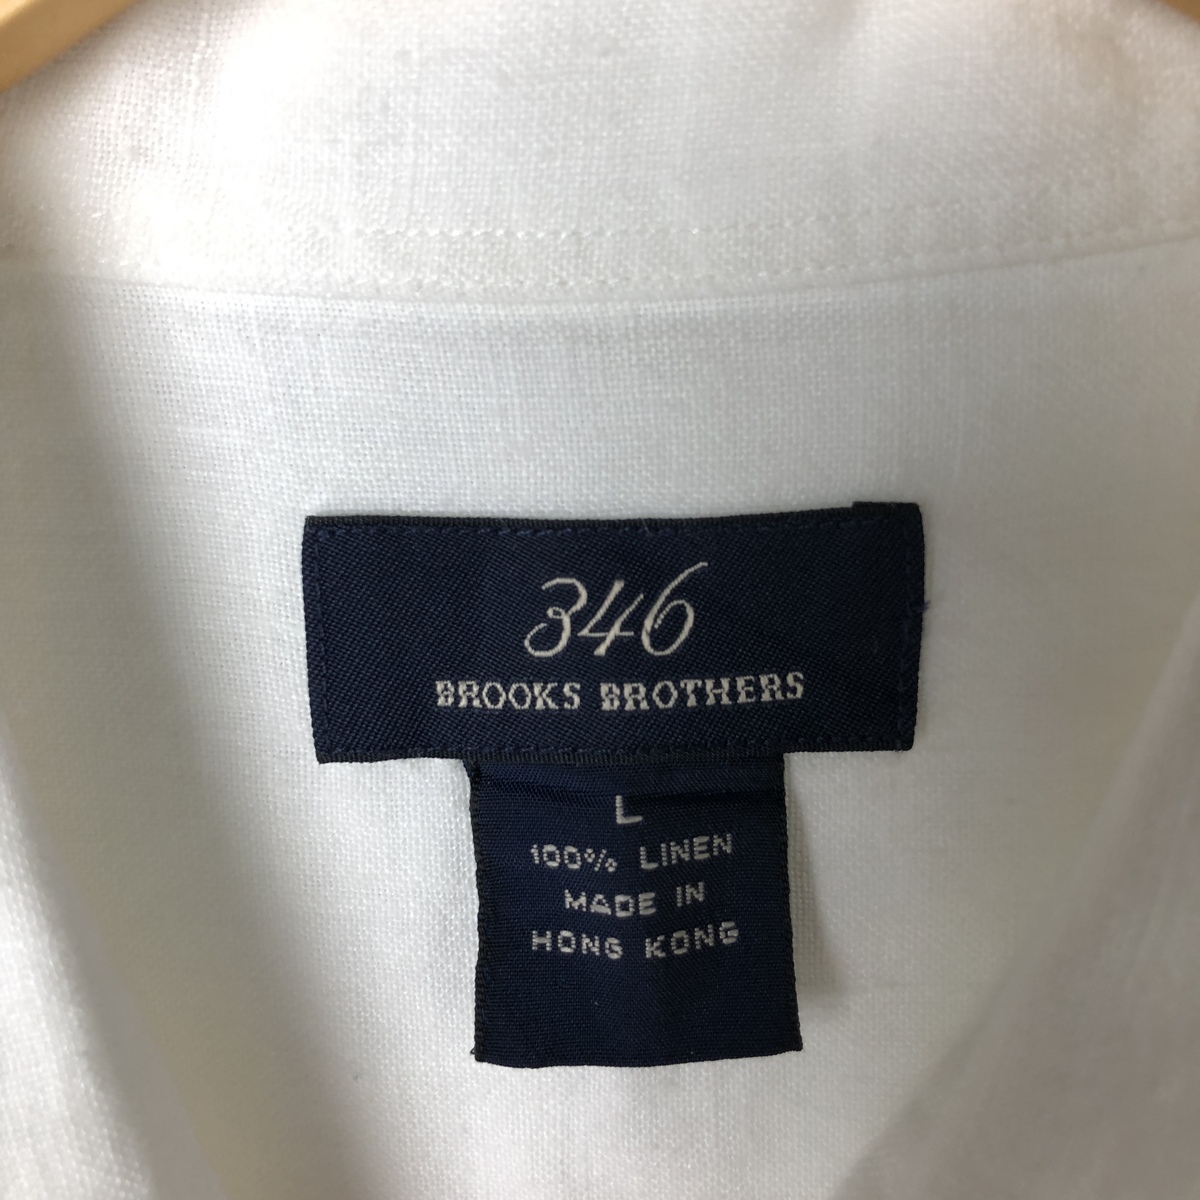 346
BROOKS BROTHERS
L
100% LINEN
MADE IN
HONG KONG